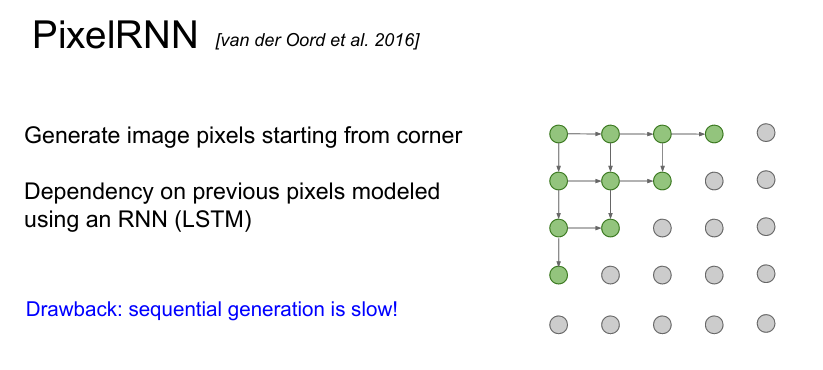 PixelRNN [van der Oord et al. 2016]
Generate image pixels starting from corner
Dependency on previous pixels modeled
using an RNN (LSTM)
Drawback: sequential generation is slow!